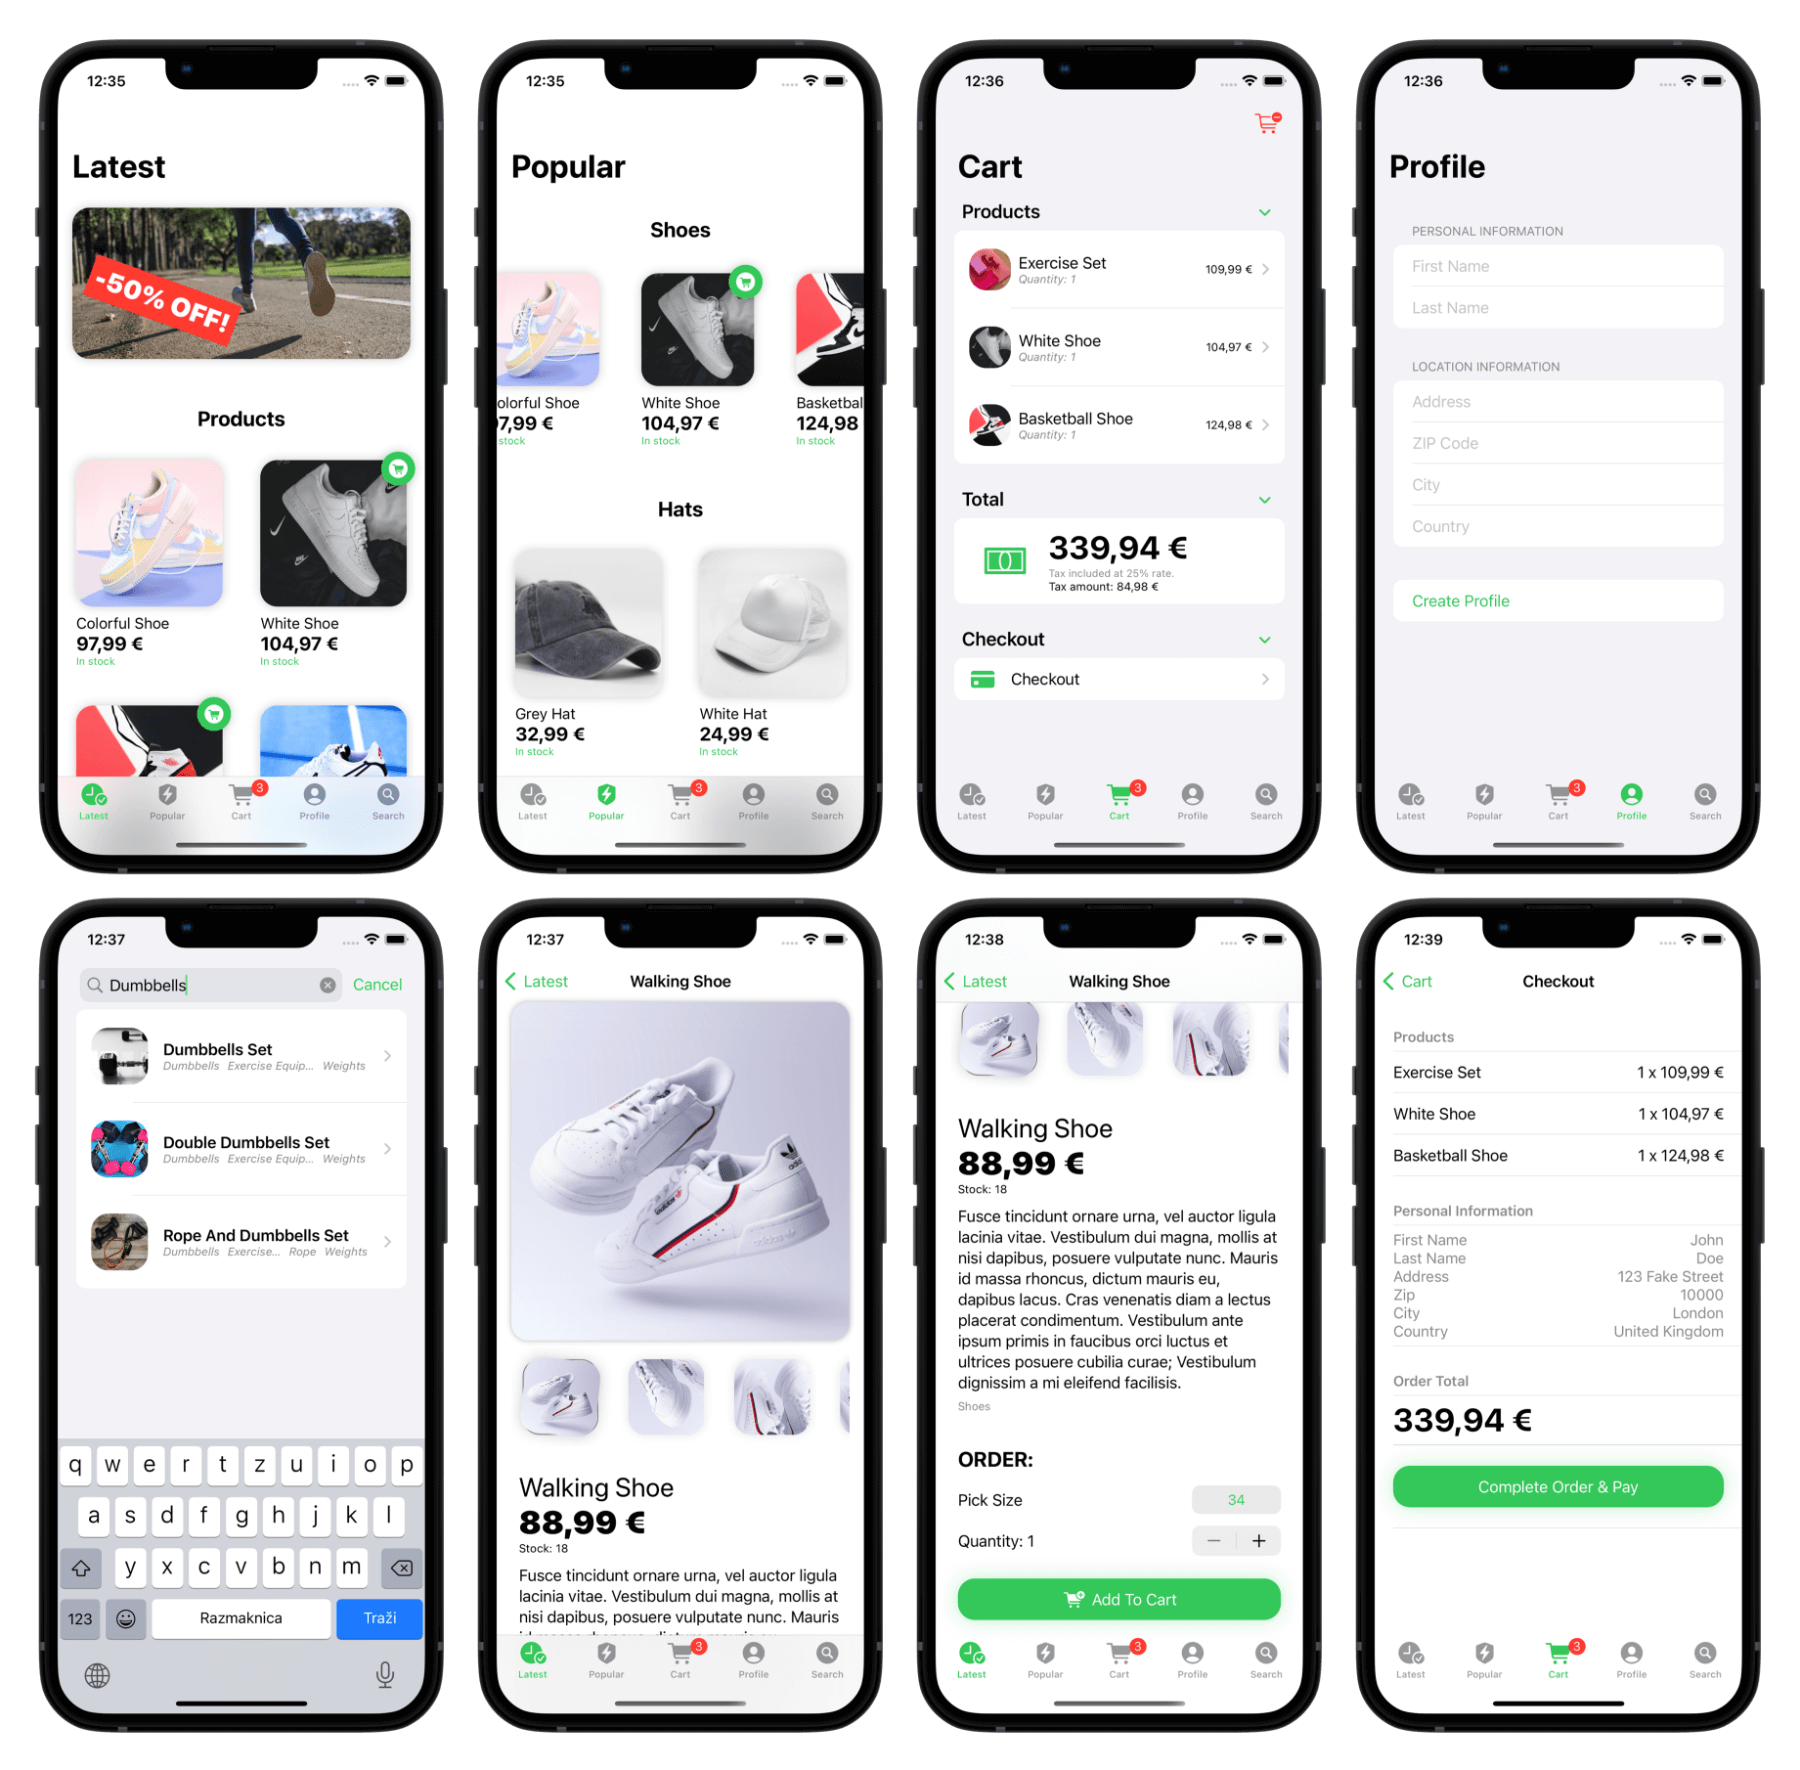 12:35
Latest
-50% OFF!
Products
Colorful Shoe
97,99 €
In stock
White Shoe
104,97 €
In stock
3
Latest
Popular
Cart
Profile
Search
12:35
Popular
Shoes
olorful Shoe
7,99 €
stock
White Shoe
104,97 €
In stock
Basketbal
124,98
In stock
Hats
Grey Hat
32,99 €
In stock
White Hat
24,99 €
In stock
3
Latest
Popular
Cart
Profile
Search
12:36
Cart
Products
Exercise Set
Quantity: 1
109,99 €
White Shoe
Quantity: 1
104,97 €
Basketball Shoe
Quantity: 1
124,98 €
Total
339,94 €
Tax included at 25% rate.
Tax amount: 84,98 €
Checkout
Checkout
3
Latest
Popular
Cart
Profile
Search
12:36
Profile
PERSONAL INFORMATION
First Name
Last Name
LOCATION INFORMATION
Address
ZIP Code
City
Country
Create Profile
3
Latest
Popular
Cart
Profile
Search
12:37
Dumbbells
Cancel
Dumbbells Set
Dumbbells Exercise Equip... Weights
Double Dumbbells Set
Dumbbells Exercise Equip... Weights
Rope And Dumbbells Set
Dumbbells Exercise... Rope Weights
q w e r t z u i o p
a s d f g h j k l
y x c v b n m
123 Razmaknica Traži
12:37
Latest
Walking Shoe
adidas
Walking Shoe
88,99 €
Stock: 18
Fusce tincidunt ornare urna, vel auctor ligula
lacinia vitae. Vestibulum dui magna, mollis at
nisi dapibus, posuere vulputate nunc. Mauris
3
Latest
Popular
Cart
Profile
Search
12:38
Latest
Walking Shoe
Walking Shoe
88,99 €
Stock: 18
Fusce tincidunt ornare urna, vel auctor ligula
lacinia vitae. Vestibulum dui magna, mollis at
nisi dapibus, posuere vulputate nunc. Mauris
id massa rhoncus, dictum mauris eu,
dapibus lacus. Cras venenatis diam a lectus
placerat condimentum. Vestibulum ante
ipsum primis in faucibus orci luctus et
ultrices posuere cubilia curae; Vestibulum
dignissim a mi eleifend facilisis.
Shoes
ORDER:
Pick Size
34
Quantity: 1
− +
Add To Cart
3
Latest
Popular
Cart
Profile
Search
12:39
Cart
Checkout
Products
Exercise Set
1 x 109,99 €
White Shoe
1 x 104,97 €
Basketball Shoe
1 x 124,98 €
Personal Information
First Name John
Last Name Doe
Address 123 Fake Street
Zip 10000
City London
Country United Kingdom
Order Total
339,94 €
Complete Order & Pay
3
Latest
Popular
Cart
Profile
Search